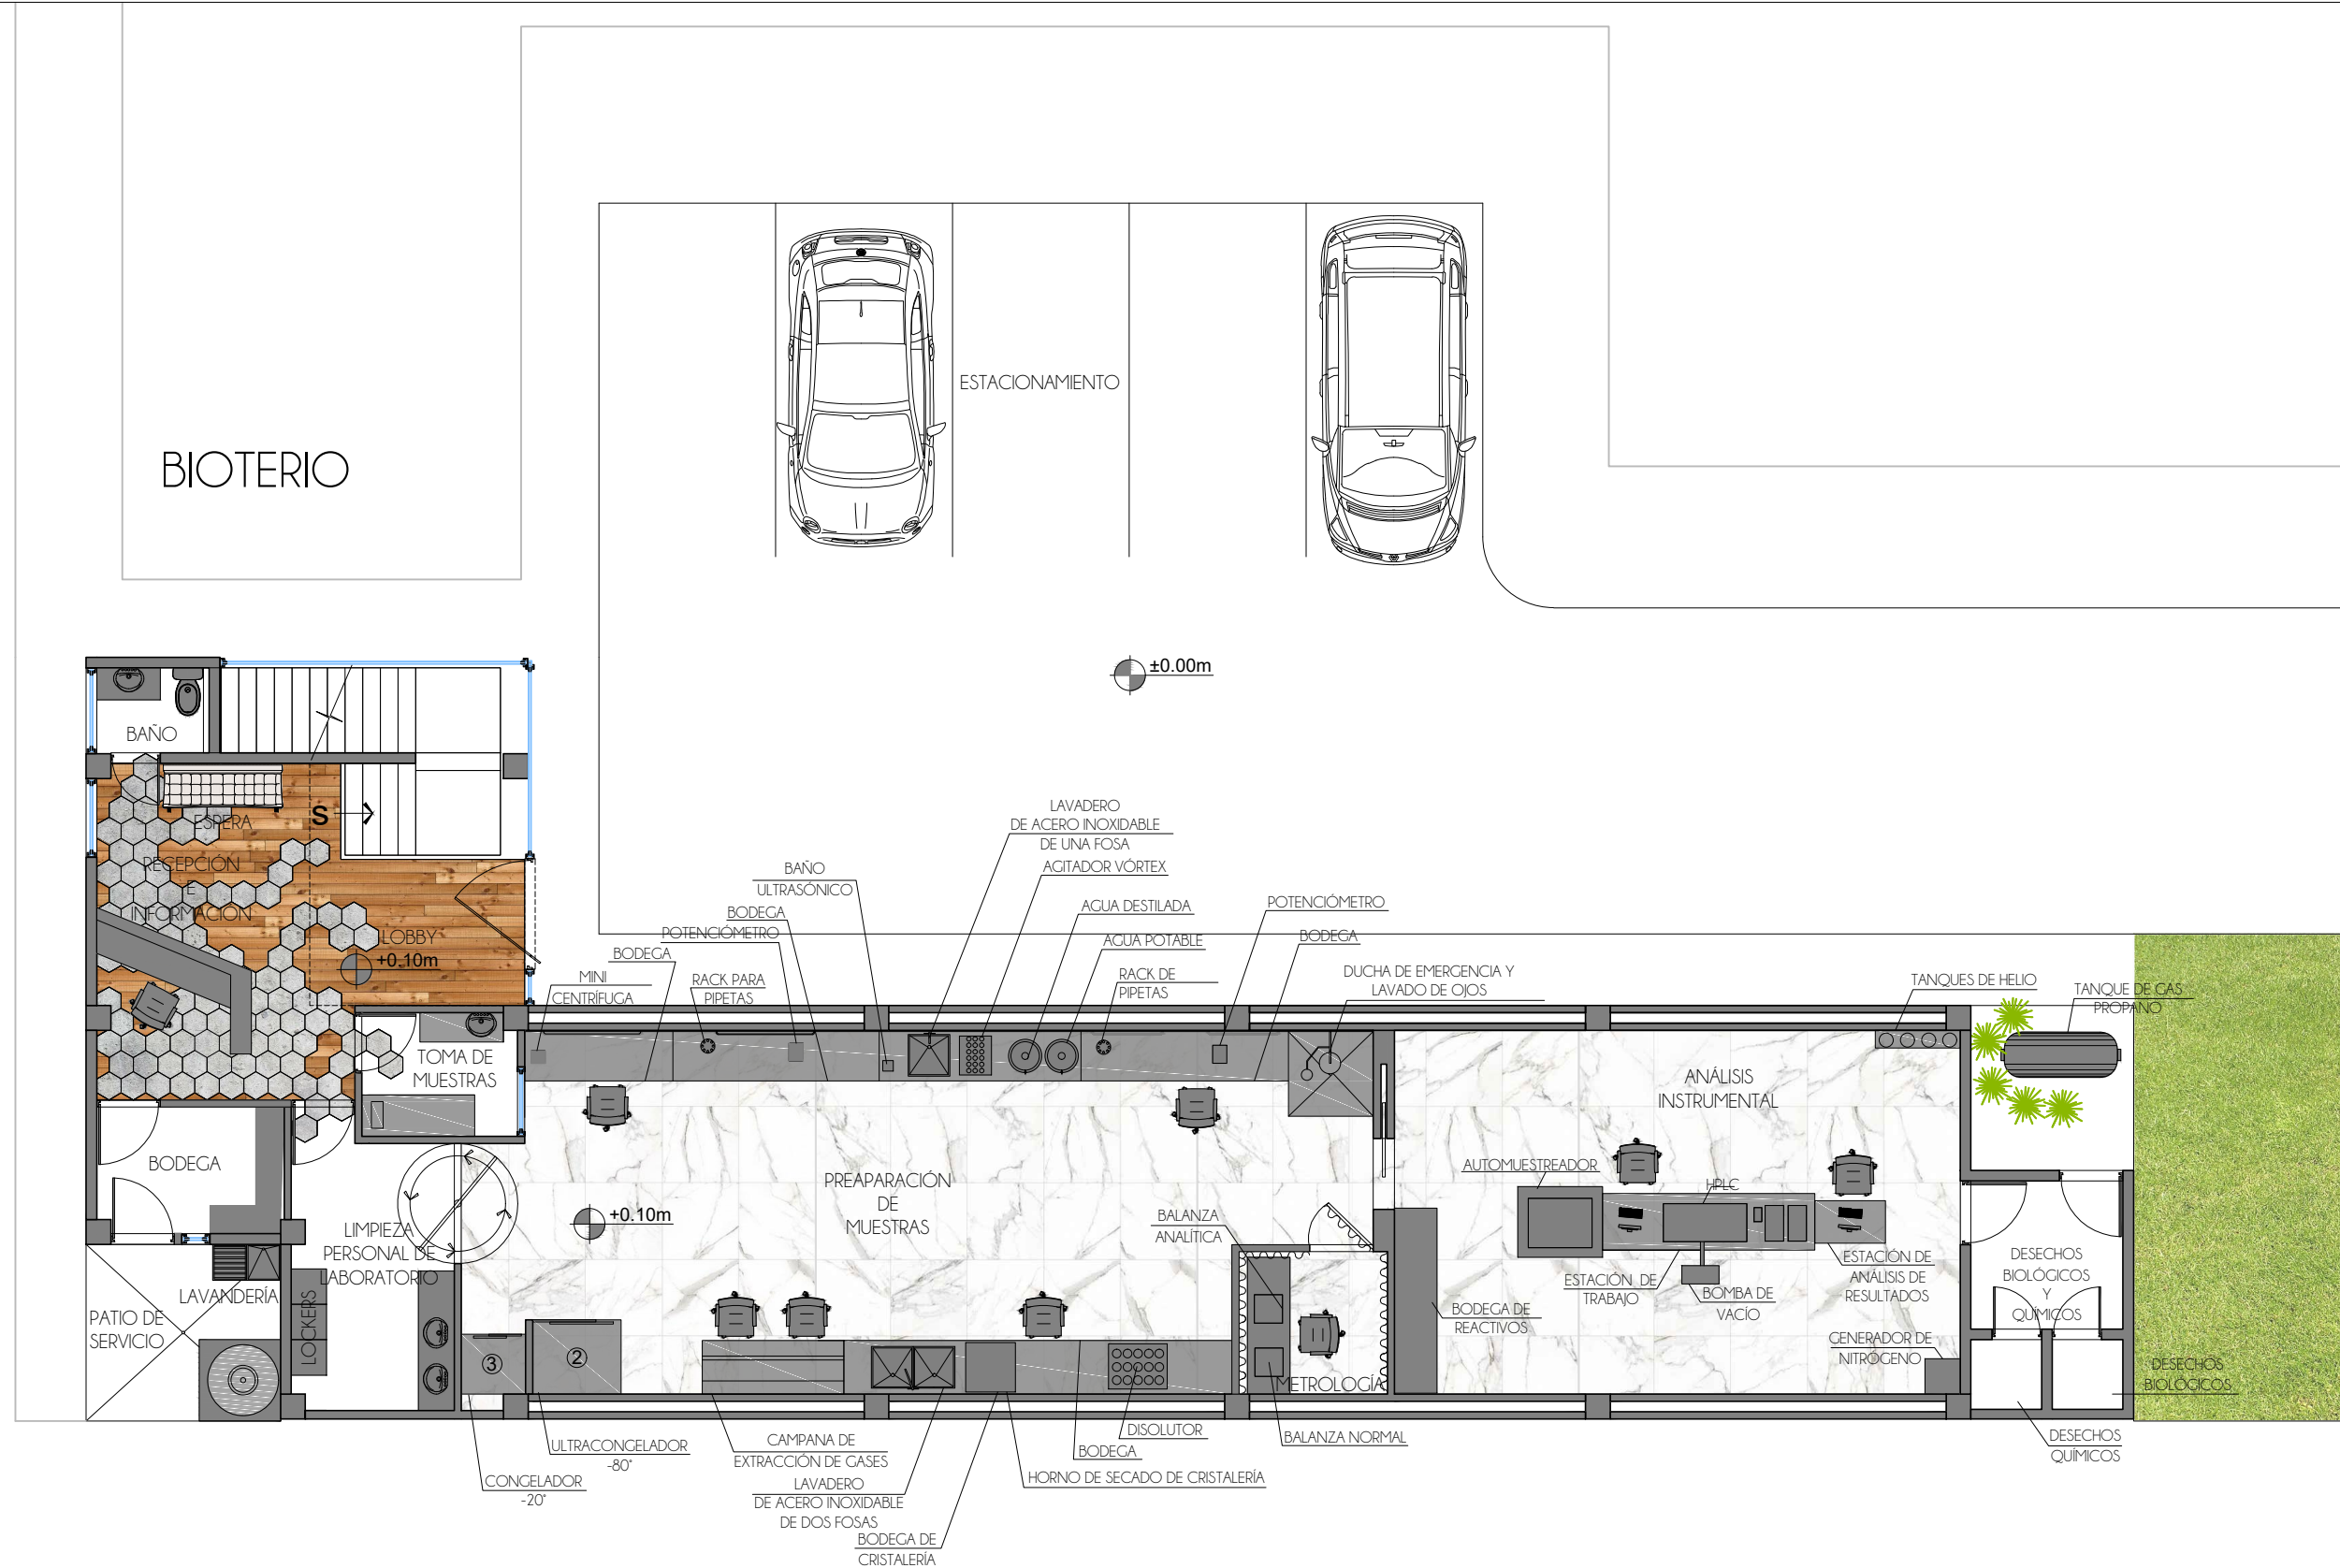 ESTACIONAMIENTO
BIOTERIO
±0.00m
BAÑO
ESPERA
S
RECEPCIÓN
E
INFORMACIÓN
LOBBY
+0.10m
LAVADERO
DE ACERO INOXIDABLE
DE UNA FOSA
AGITADOR VÓRTEX
BAÑO
ULTRASÓNICO
BODEGA
POTENCIÓMETRO
BODEGA
MINI
CENTRÍFUGA
RACK PARA
PIPETAS
AGUA DESTILADA
AGUA POTABLE
RACK DE
PIPETAS
POTENCIÓMETRO
BODEGA
DUCHA DE EMERGENCIA Y
LAVADO DE OJOS
TANQUES DE HELIO
TANQUE DE GAS
PROPANO
TOMA DE
MUESTRAS
ANÁLISIS
INSTRUMENTAL
BODEGA
PREAPARACIÓN
DE
MUESTRAS
+0.10m
AUTOMUESTREADOR
HPLC
BALANZA
ANALÍTICA
LIMPIEZA
PERSONAL DE
LABORATORIO
LAVANDERÍA
PATIO DE
SERVICIO
LOCKERS
ESTACIÓN DE
TRABAJO
BOMBA DE
VACÍO
ESTACIÓN DE
ANÁLISIS DE
RESULTADOS
DESECHOS
BIOLÓGICOS
Y
QUÍMICOS
BODEGA DE
REACTIVOS
GENERADOR DE
NITRÓGENO
DESECHOS
BIOLÓGICOS
3
2
METROLOGÍA
ULTRACONGELADOR
-80°
CONGELADOR
-20°
CAMPANA DE
EXTRACCIÓN DE GASES
LAVADERO
DE ACERO INOXIDABLE
DE DOS FOSAS
BODEGA DE
CRISTALERÍA
DISOLUTOR
BODEGA
HORNO DE SECADO DE CRISTALERÍA
BALANZA NORMAL
DESECHOS
QUÍMICOS